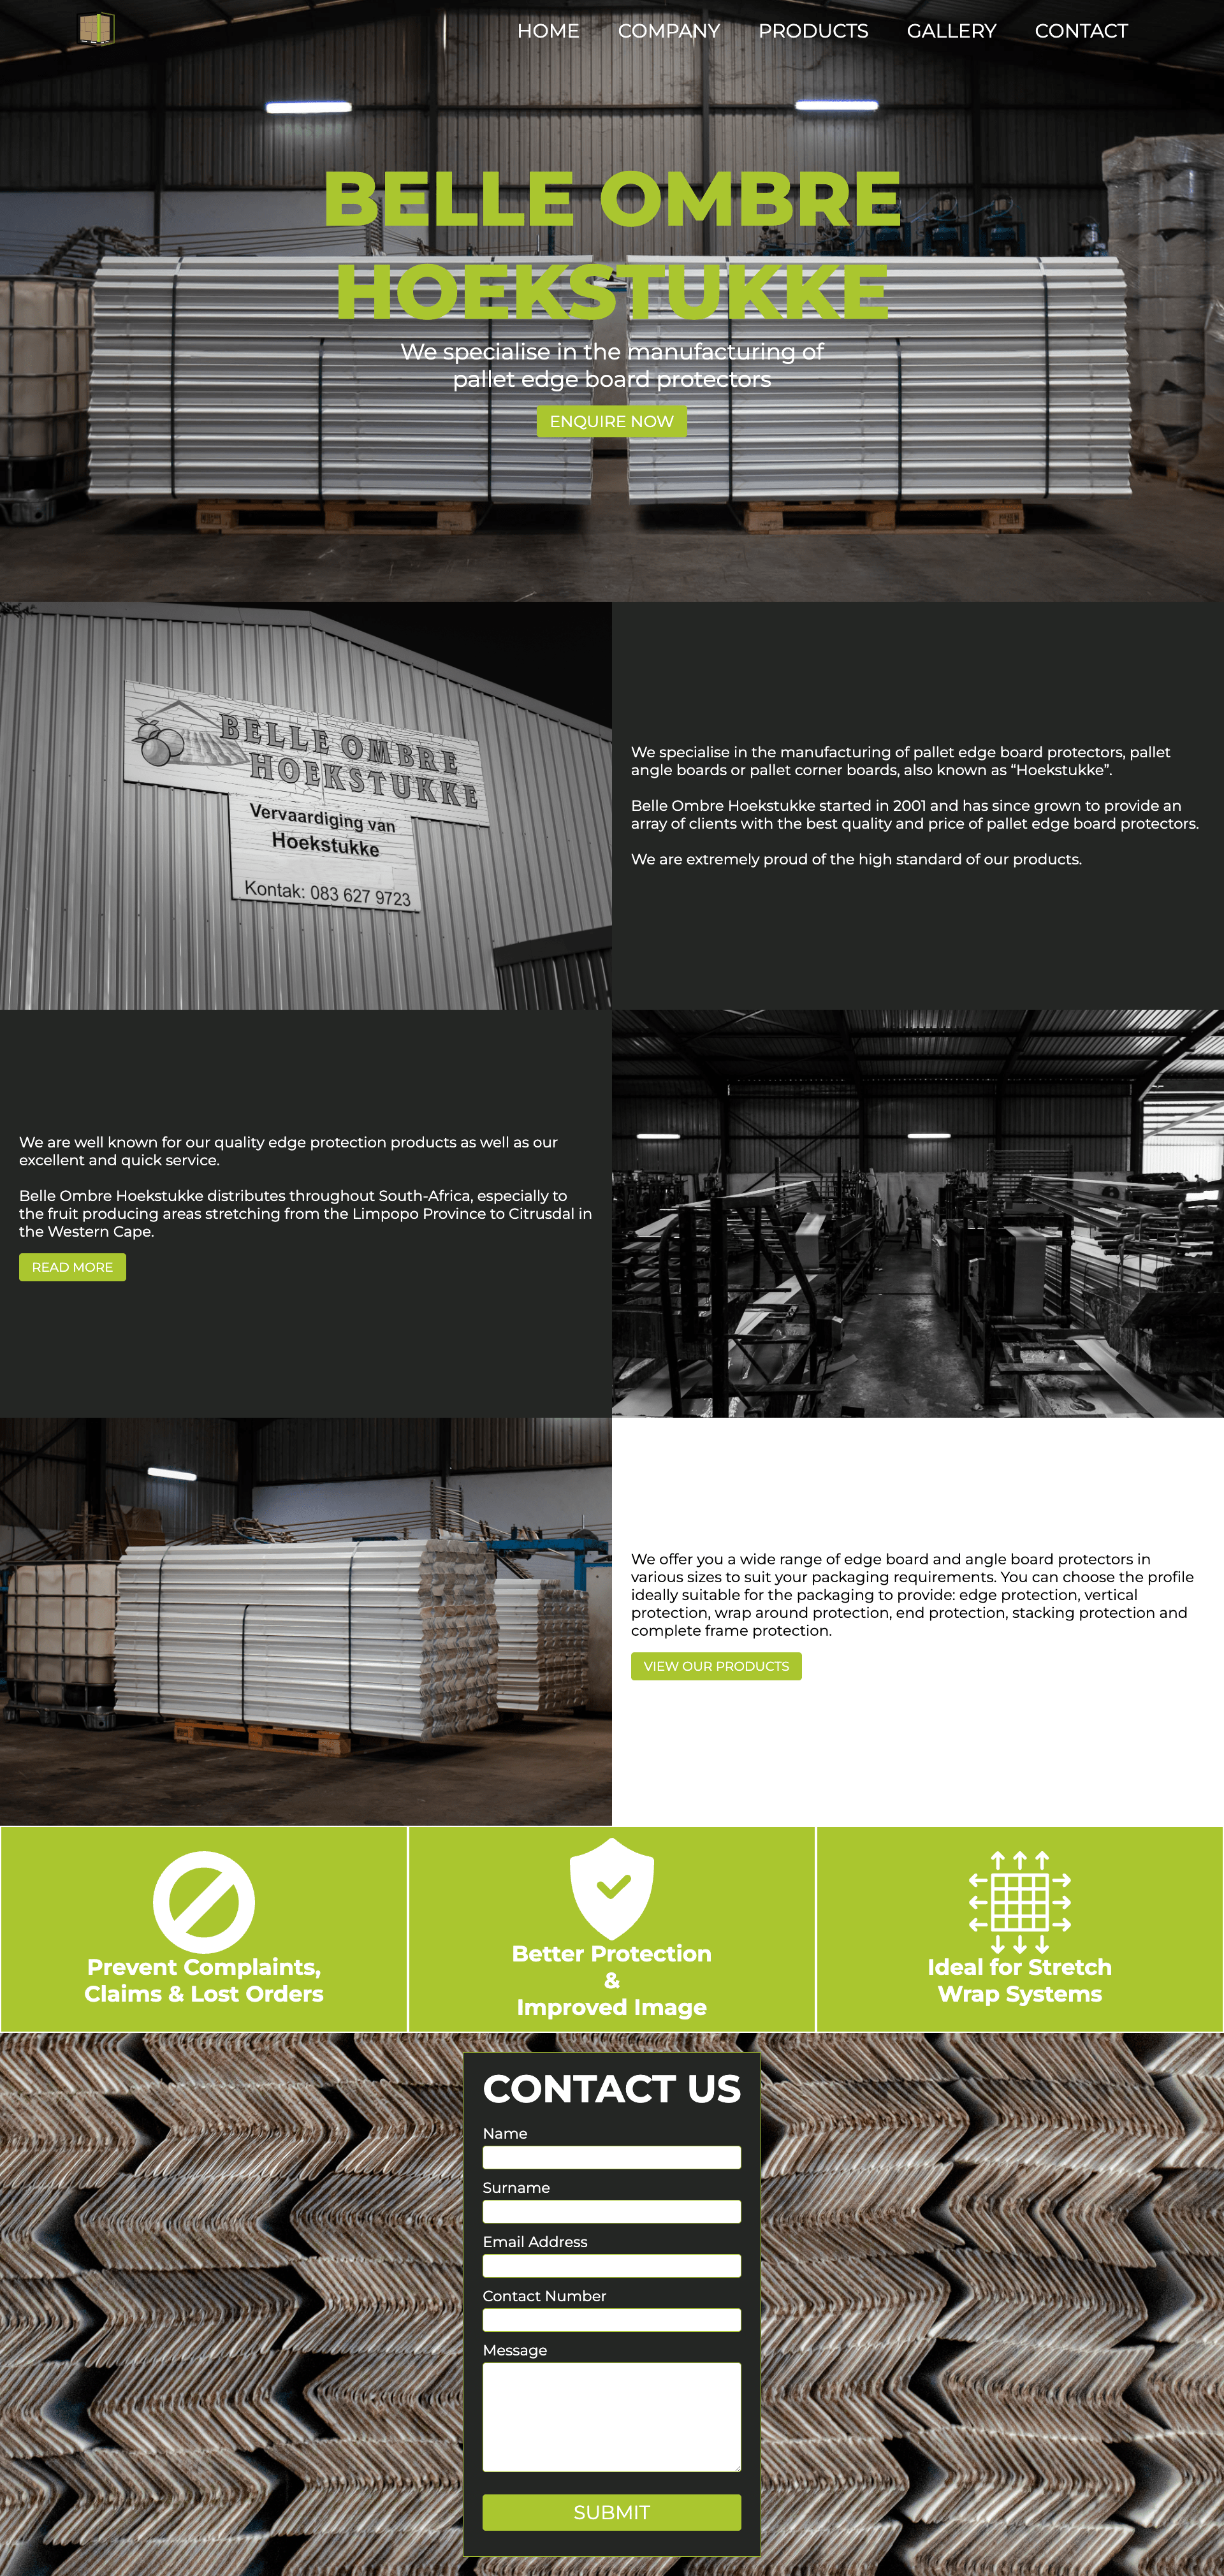 HOME COMPANY PRODUCTS GALLERY CONTACT
BELLE OMBRE
HOEKSTUKKE
We specialise in the manufacturing of
pallet edge board protectors
ENQUIRE NOW
BELLE OMBRE
HOEKSTUKKE
Vervaardiging van
Hoekstukke
Kontak: 083 627 9723
We specialise in the manufacturing of pallet edge board protectors, pallet
angle boards or pallet corner boards, also known as “Hoekstukke”.
Belle Ombre Hoekstukke started in 2001 and has since grown to provide an
array of clients with the best quality and price of pallet edge board protectors.
We are extremely proud of the high standard of our products.
We are well known for our quality edge protection products as well as our
excellent and quick service.
Belle Ombre Hoekstukke distributes throughout South-Africa, especially to
the fruit producing areas stretching from the Limpopo Province to Citrusdal in
the Western Cape.
READ MORE
We offer you a wide range of edge board and angle board protectors in
various sizes to suit your packaging requirements. You can choose the profile
ideally suitable for the packaging to provide: edge protection, vertical
protection, wrap around protection, end protection, stacking protection and
complete frame protection.
VIEW OUR PRODUCTS
Prevent Complaints,
Claims & Lost Orders
Better Protection
&
Improved Image
Ideal for Stretch
Wrap Systems
CONTACT US
Name
Surname
Email Address
Contact Number
Message
SUBMIT